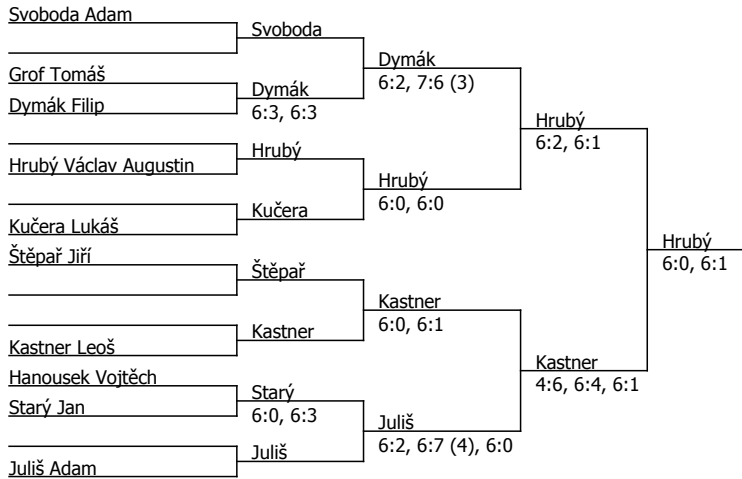 Svoboda Adam
Svoboda
Dymák
6:2, 7:6 (3)
Grof Tomáš
Dymák Filip
Dymák
6:3, 6:3
Hrubý
6:2, 6:1
Hrubý Václav Augustin
Hrubý
Hrubý
6:0, 6:0
Kučera Lukáš
Kučera
Hrubý
6:0, 6:1
Štěpař Jiří
Štěpař
Kastner
6:0, 6:1
Kastner Leoš
Kastner
Kastner
4:6, 6:4, 6:1
Hanousek Vojtěch
Starý Jan
Starý
6:0, 6:3
Juliš
6:2, 6:7 (4), 6:0
Juliš Adam
Juliš